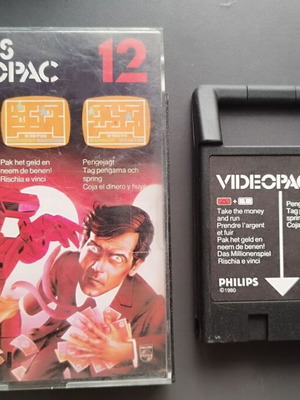 S
OPAC
12
Pak het geld en
neem de benen!
Rischia e vinci
Pengejagt
Tag pengarna och
spring
Coja el dinero y huya
VIDEOPAC
+
Take the money
and run
Prendre l'argent
et fuir
Pak het geld en
neem de benen!
Das Millionenspiel
Rischia e vinci
Peng
Tag
sprin
Coja
PHILIPS
©1980